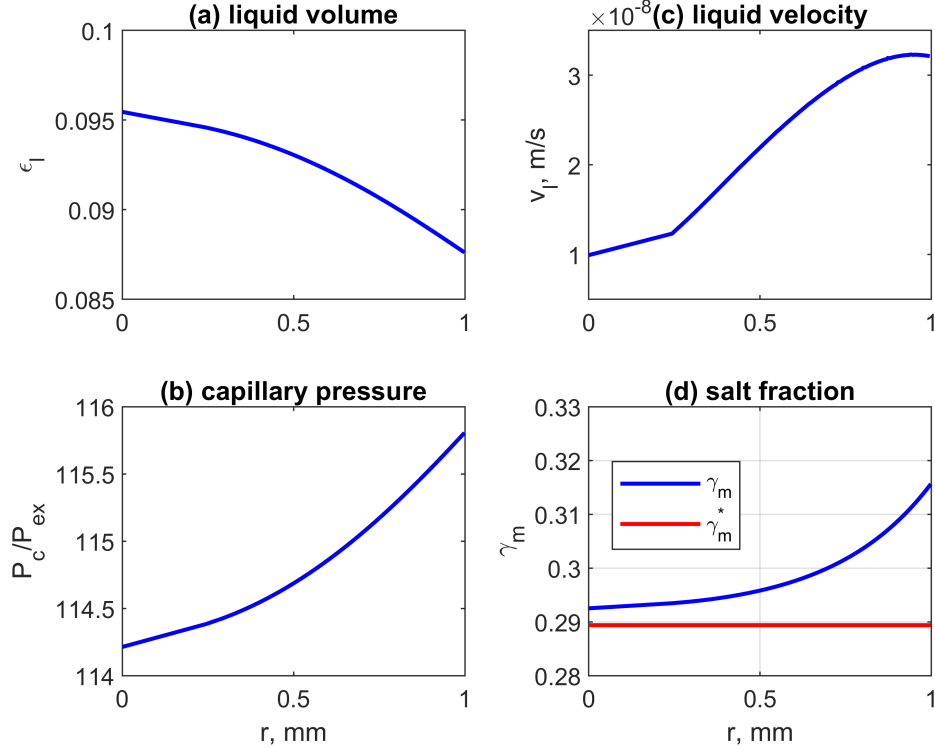 (a) liquid volume
0.1
0.095
0.09
0.085
ϵl
0
0.5
1
×10-8
(c) liquid velocity
3
2
1
vl, m/s
0
0.5
1
(b) capillary pressure
116
115.5
115
114.5
114
Pc/Pex
0
0.5
1
r, mm
(d) salt fraction
0.33
0.32
0.31
0.3
0.29
0.28
γm
γm
γm*
0
0.5
1
r, mm